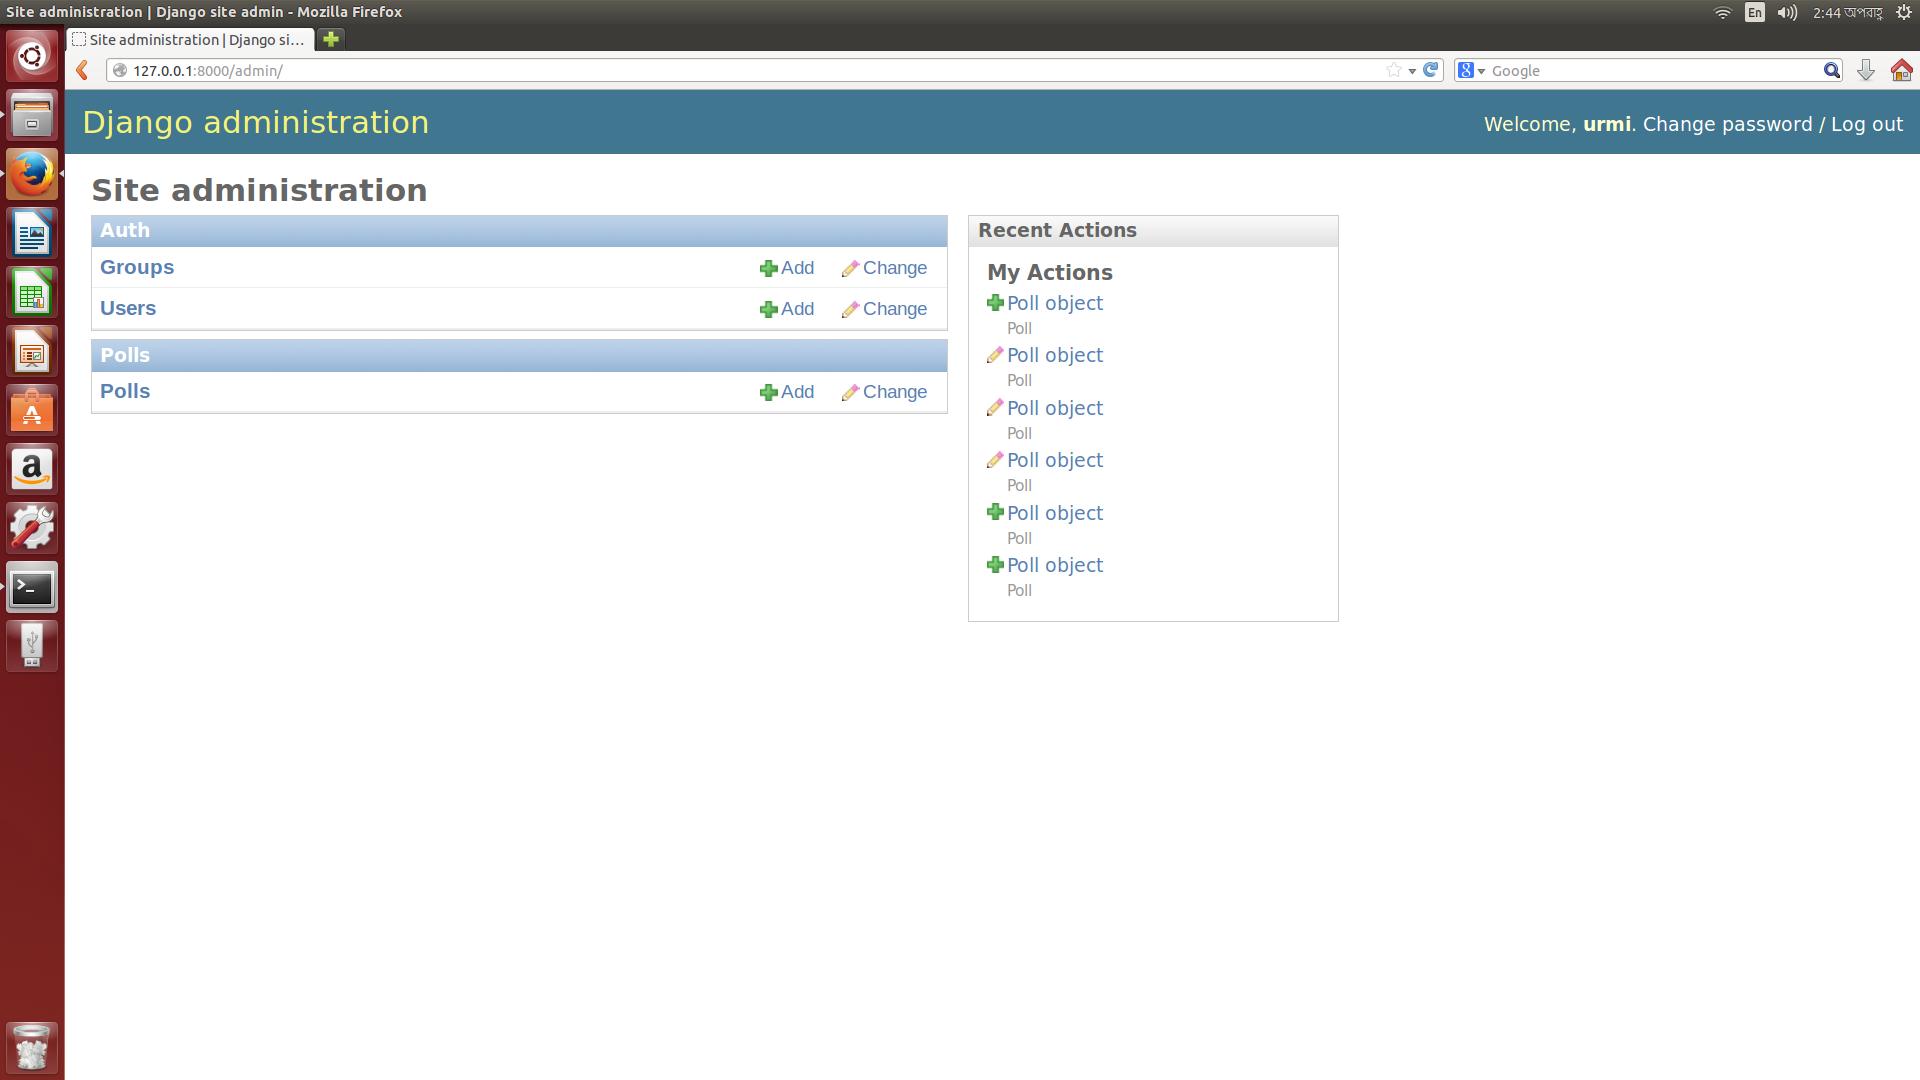 Site administration | Django site admin - Mozilla Firefox
En
2:44 অপরাহ্ণ
Site administration | Django si...
127.0.0.1:8000/admin/
8
Google
Django administration
Welcome, urmi. Change password / Log out
Site administration
Auth
Groups Add Change
Users Add Change
Polls
Polls Add Change
Recent Actions
My Actions
Poll object
Poll
Poll object
Poll
Poll object
Poll
Poll object
Poll
Poll object
Poll
Poll object
Poll
A
a
>_